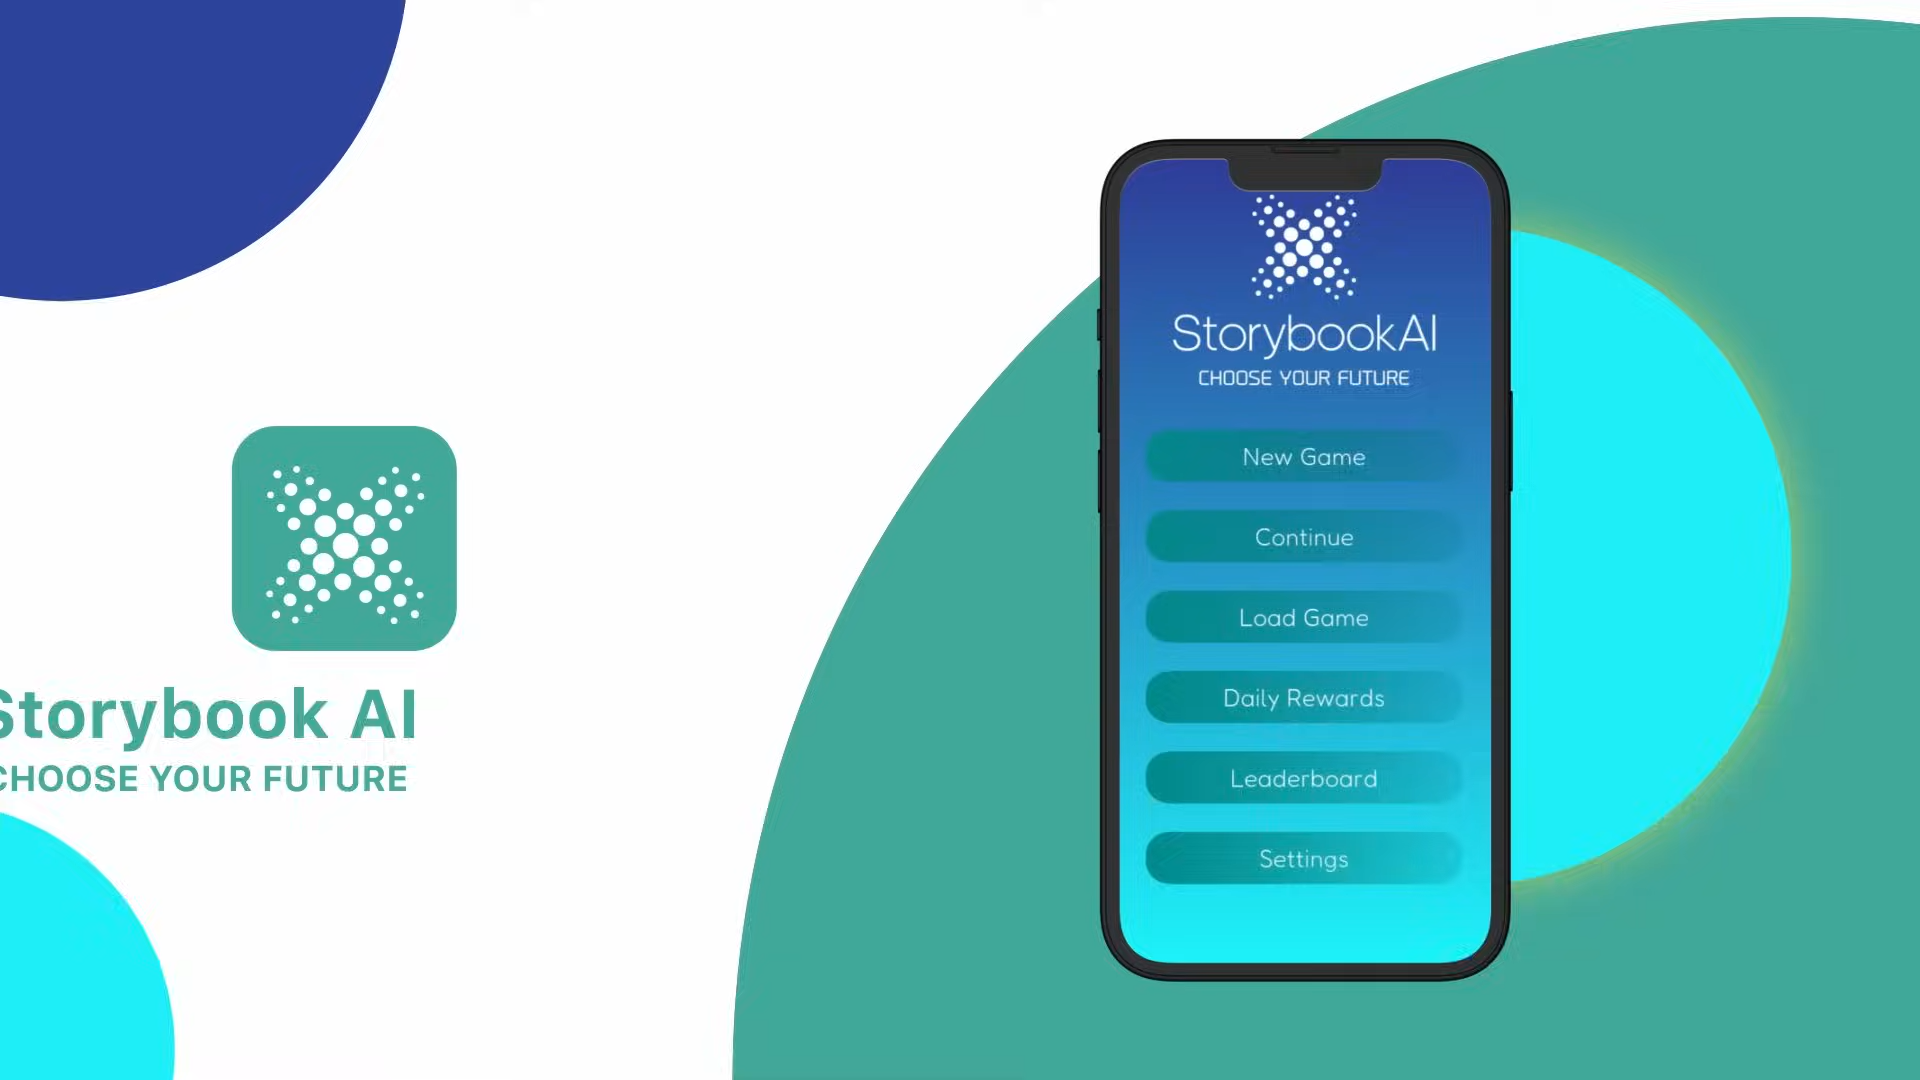 Storybook AI
CHOOSE YOUR FUTURE
StorybookAI
CHOOSE YOUR FUTURE
New Game
Continue
Load Game
Daily Rewards
Leaderboard
Settings